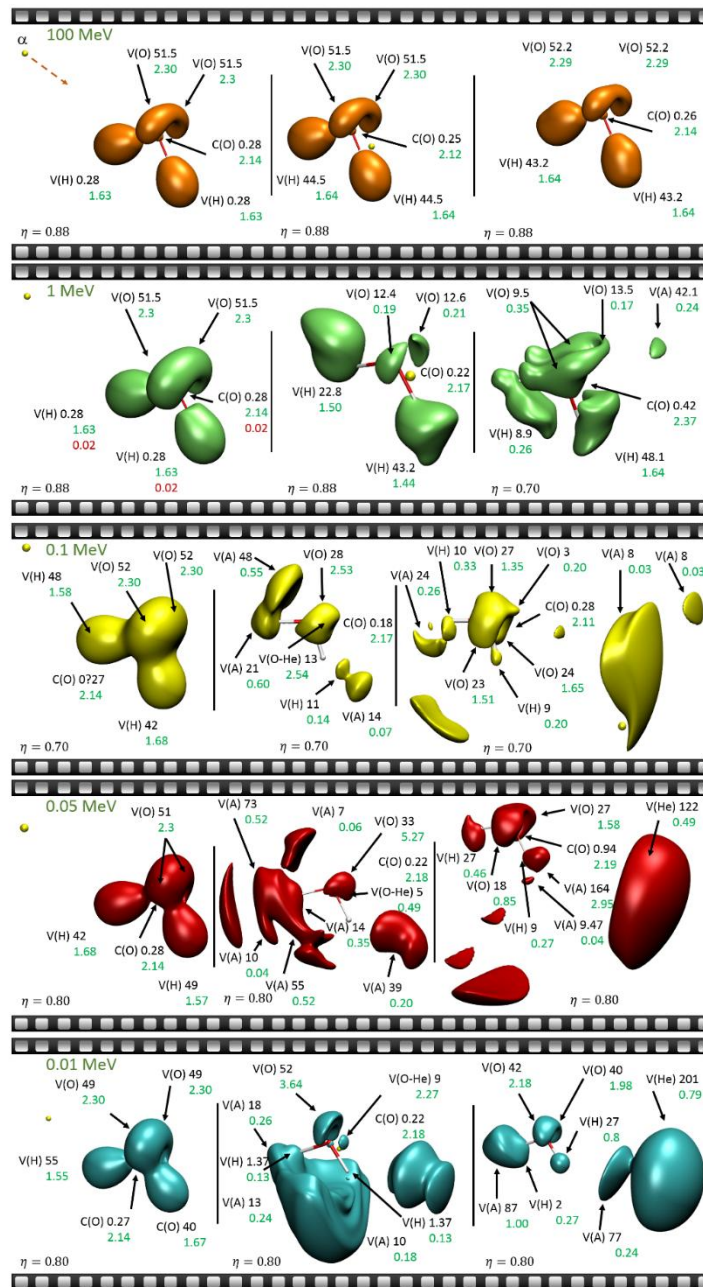 100 MeV
α
V(O) 51.5
2.30
V(O) 51.5
2.3
C(O) 0.28
2.14
V(H) 0.28
1.63
V(H) 0.28
1.63
η = 0.88
V(O) 51.5
2.30
V(O) 51.5
2.30
C(O) 0.25
2.12
V(H) 44.5
1.64
V(H) 44.5
1.64
η = 0.88
V(O) 52.2
2.29
V(O) 52.2
2.29
C(O) 0.26
2.14
V(H) 43.2
1.64
V(H) 43.2
1.64
η = 0.88
1 MeV
V(O) 51.5
2.3
V(O) 51.5
2.3
C(O) 0.28
2.14
0.02
V(H) 0.28
1.63
0.02
V(H) 0.28
1.63
0.02
η = 0.88
V(O) 12.4
0.19
V(O) 12.6
0.21
C(O) 0.22
2.17
V(H) 22.8
1.50
V(H) 43.2
1.44
η = 0.88
V(O) 9.5
0.35
V(O) 13.5
0.17
V(A) 42.1
0.24
C(O) 0.42
2.37
V(H) 8.9
0.26
V(H) 48.1
1.64
η = 0.70
0.1 MeV
V(O) 52
2.30
V(O) 52
2.30
V(H) 48
1.58
C(O) 0?27
2.14
V(H) 42
1.68
η = 0.70
V(A) 48
0.55
V(O) 28
2.53
C(O) 0.18
2.17
V(O-He) 13
2.54
V(A) 21
0.60
V(H) 11
0.14
V(A) 14
0.07
η = 0.70
V(H) 10
0.33
V(O) 27
1.35
V(O) 3
0.20
V(A) 24
0.26
C(O) 0.28
2.11
V(O) 24
1.65
V(O) 23
1.51
V(H) 9
0.20
V(A) 8
0.03
V(A) 8
0.03
η = 0.70
0.05 MeV
V(O) 51
2.3
V(H) 42
1.68
C(O) 0.28
2.14
V(H) 49
1.57
η = 0.80
V(A) 73
0.52
V(A) 7
0.06
V(O) 33
5.27
C(O) 0.22
2.18
V(O-He) 5
0.49
V(A) 14
0.35
V(A) 10
0.04
V(A) 55
0.52
V(A) 39
0.20
η = 0.80
V(O) 27
1.58
C(O) 0.94
2.19
V(H) 27
0.46
V(O) 18
0.85
V(A) 164
2.95
V(H) 9
0.27
V(A) 9.47
0.04
V(He) 122
0.49
η = 0.80
0.01 MeV
V(O) 49
2.30
V(O) 49
2.30
V(H) 55
1.55
C(O) 0.27
2.14
C(O) 40
1.67
η = 0.80
V(O) 52
3.64
V(O-He) 9
2.27
V(A) 18
0.26
C(O) 0.22
2.18
V(H) 1.37
0.13
V(A) 13
0.24
V(H) 1.37
0.13
V(A) 10
0.18
η = 0.80
V(O) 42
2.18
V(O) 40
1.98
V(He) 201
0.79
V(H) 27
0.8
V(A) 87
1.00
V(H) 2
0.27
V(A) 77
0.24
η = 0.80